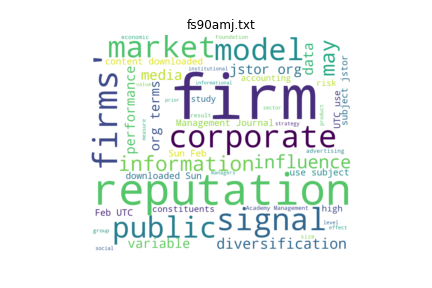 fs90amj.txt
economic
foundation
market
model
may
content downloaded
institutional
data
jstor org
media
accounting
risk
informational
value
firms'
performance
org terms
study
prior
firm
UTC use
subject jstor
result
Management Journal
sector
product
strategy
corporate
measure
Sun Feb
advertising
information
influence
downloaded Sun
Managers
use subject
reputation
Feb UTC
constituents
Academy Management
high
public
signal
level
group
variable
size
effect
social
diversification